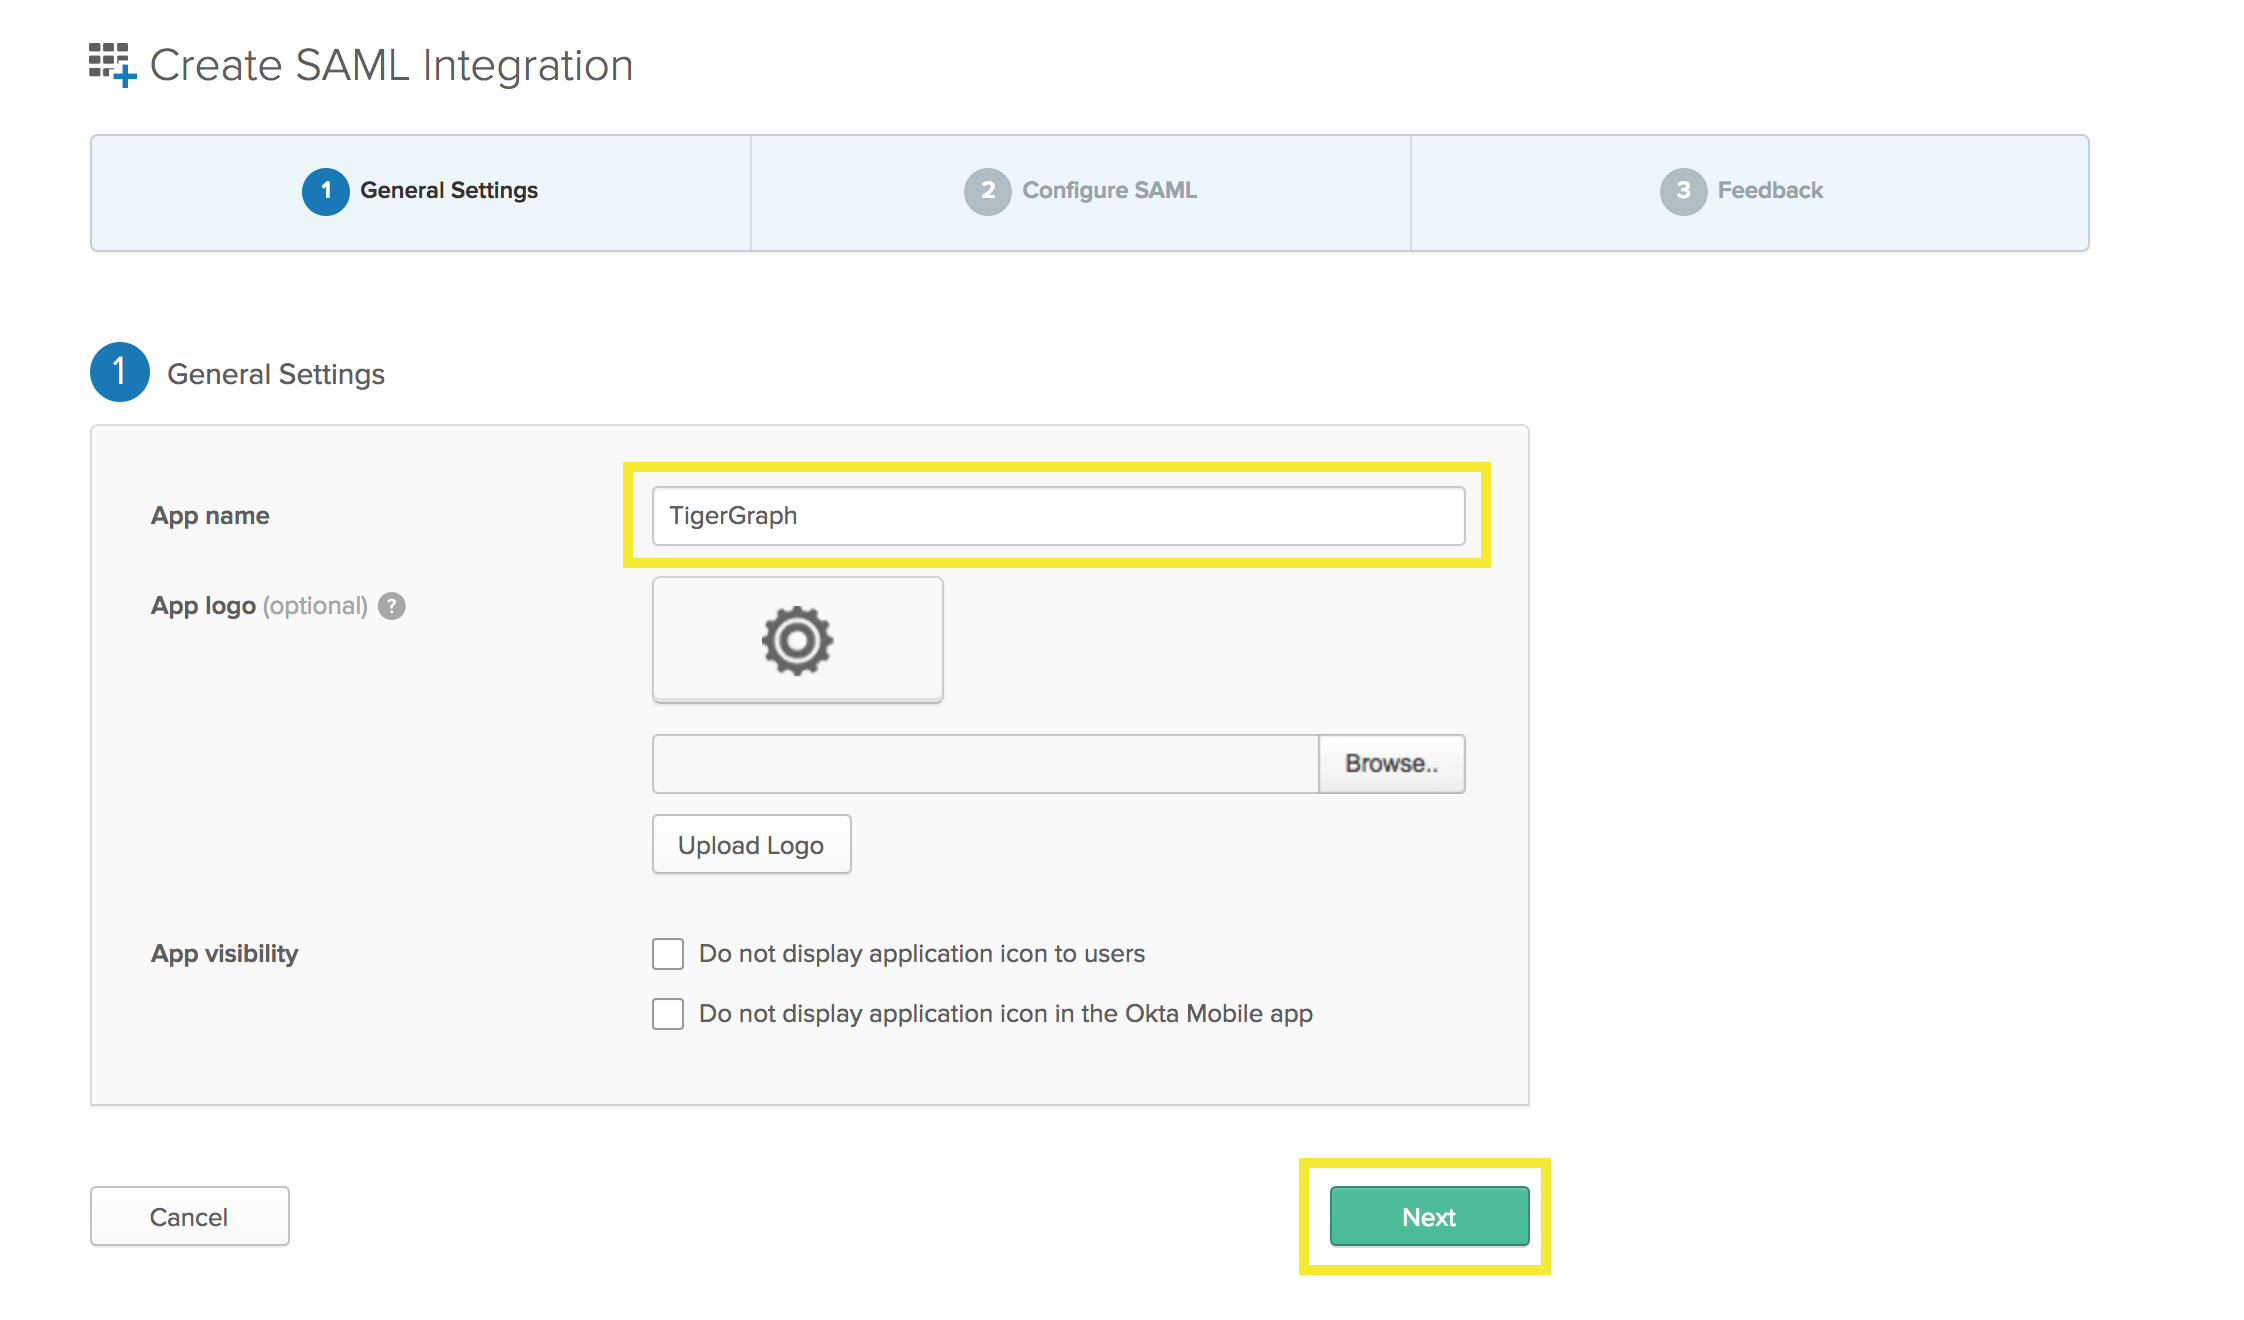 Create SAML Integration
1 General Settings
2 Configure SAML
3 Feedback
1 General Settings
App name
TigerGraph
App logo (optional) ?
Browse..
Upload Logo
App visibility
Do not display application icon to users
Do not display application icon in the Okta Mobile app
Cancel
Next